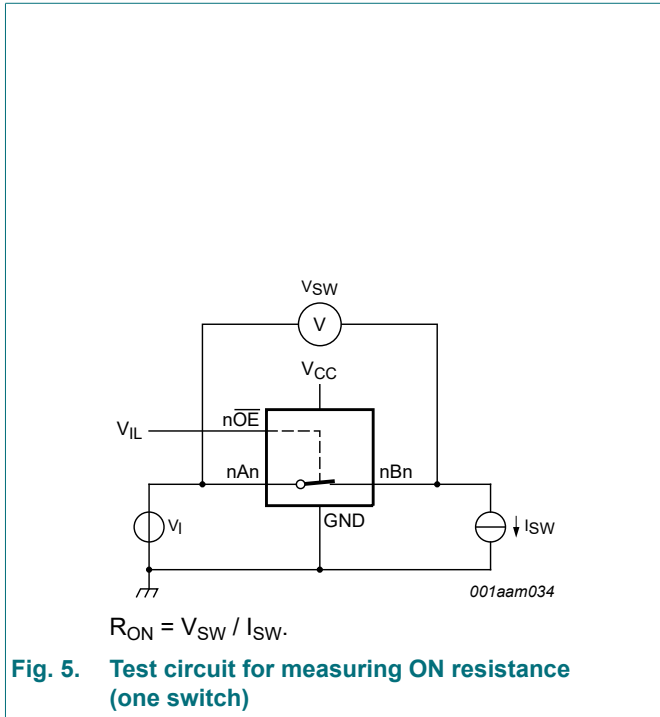 VSW
V
VCC
VIL
nOE
nAn
nBn
GND
VI
ISW
001aam034
RON = VSW / ISW.
Fig. 5. Test circuit for measuring ON resistance
(one switch)